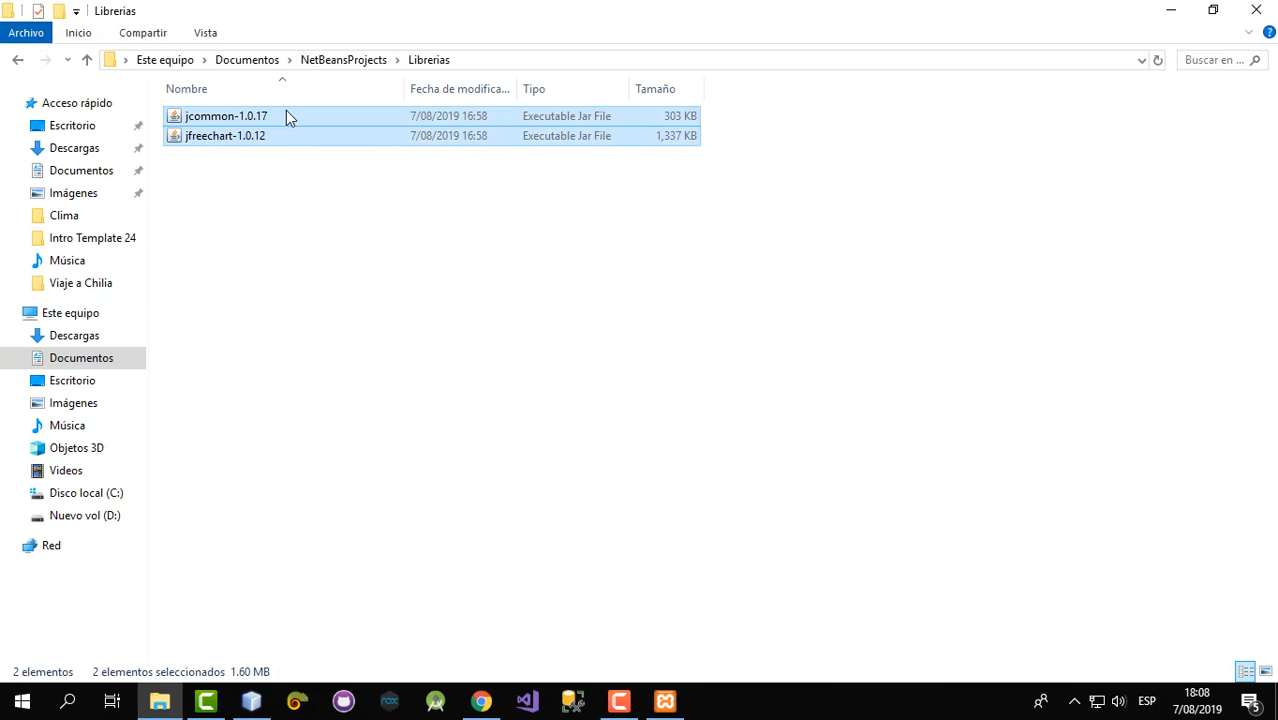 Librerias
Archivo Inicio Compartir Vista
Este equipo Documentos NetBeansProjects Librerias Buscar en ...
Nombre Fecha de modifica... Tipo Tamaño
jcommon-1.0.17 7/08/2019 16:58 Executable Jar File 303 KB
jfreechart-1.0.12 7/08/2019 16:58 Executable Jar File 1,337 KB
Acceso rápido
Escritorio
Descargas
Documentos
Imágenes
Clima
Intro Template 24
Música
Viaje a Chilia
Este equipo
Descargas
Documentos
Escritorio
Imágenes
Música
Objetos 3D
Videos
Disco local (C:)
Nuevo vol (D:)
Red
2 elementos 2 elementos seleccionados 1.60 MB
nox ESP 18:08
7/08/2019 5